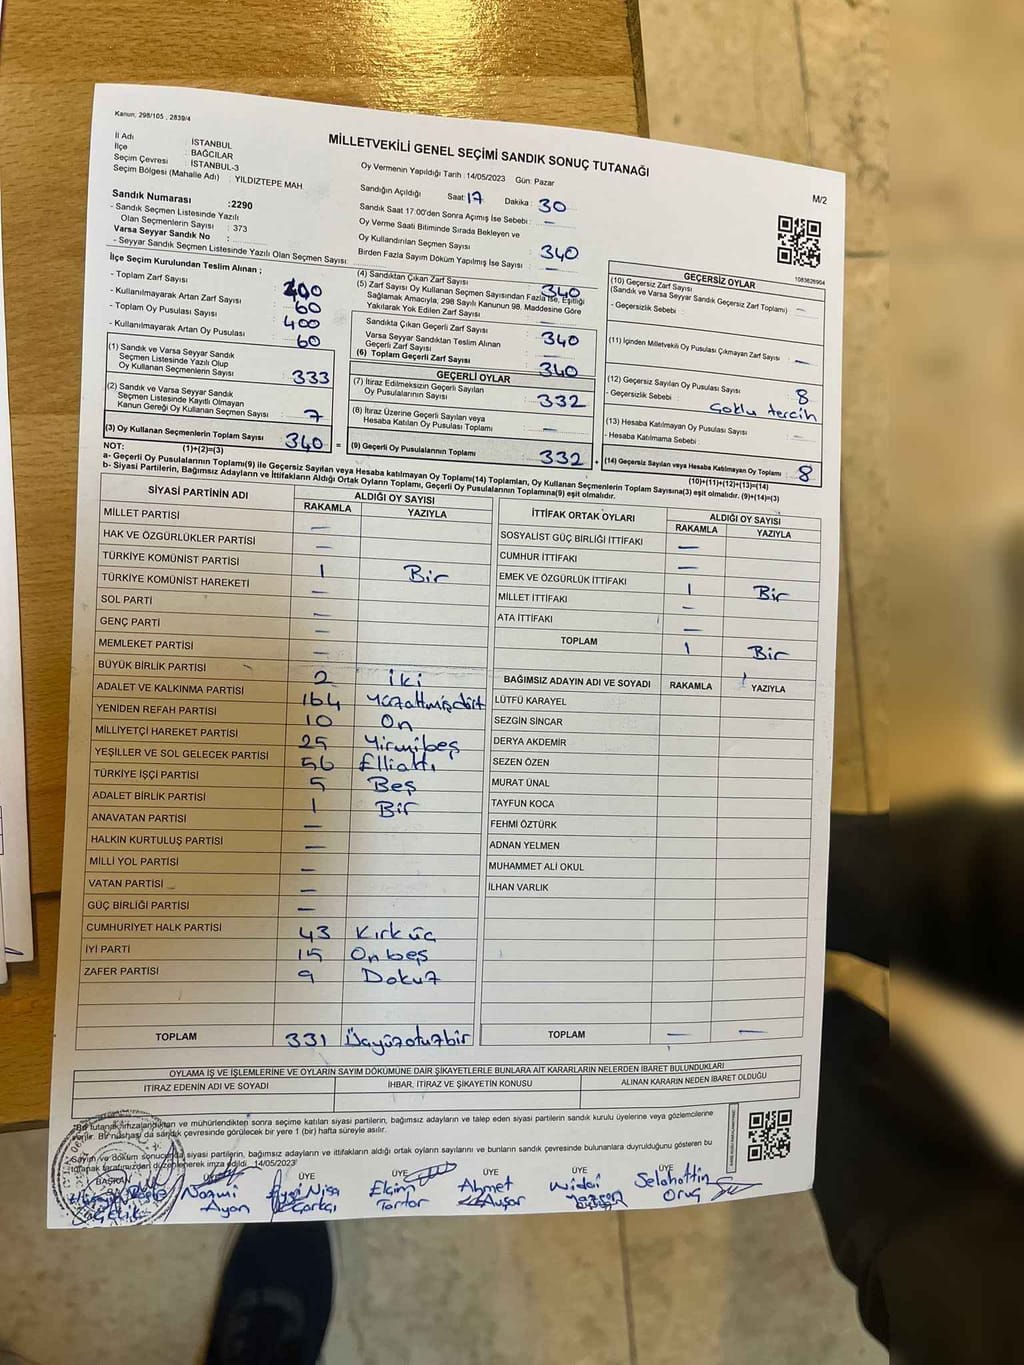 Kanun; 298/105 , 2839/4
MİLLETVEKİLİ GENEL SEÇİMİ SANDIK SONUÇ TUTANAĞI
M/2
İl Adı : İSTANBUL
İlçe : BAĞCILAR
Seçim Çevresi : İSTANBUL-3
Seçim Bölgesi (Mahalle Adı) : YILDIZTEPE MAH
Oy Vermenin Yapıldığı Tarih :14/05/2023 Gün: Pazar
Sandığın Açıldığı Saat: 17 Dakika : 30
Sandık Saat 17:00'den Sonra Açımış İse Sebebi : —
Oy Verme Saati Bitiminde Sırada Bekleyen ve
Oy Kullandırılan Seçmen Sayısı 340
Birden Fazla Sayım Döküm Yapılmış İse Sayısı : —
Sandık Numarası :2290
- Sandık Seçmen Listesinde Yazılı
Olan Seçmenlerin Sayısı : 373
Varsa Seyyar Sandık No :
- Seyyar Sandık Seçmen Listesinde Yazılı Olan Seçmen Sayısı:
İlçe Seçim Kurulundan Teslim Alınan ;
- Toplam Zarf Sayısı 400
- Kullanılmayarak Artan Zarf Sayısı 60
- Toplam Oy Pusulası Sayısı 400
- Kullanılmayarak Artan Oy Pusulası 60
(1) Sandık ve Varsa Seyyar Sandık
Seçmen Listesinde Yazılı Olup
Oy Kullanan Seçmenlerin Sayısı 333
(2) Sandık ve Varsa Seyyar Sandık
Seçmen Listesinde Kayıtlı Olmayan
Kanun Gereği Oy Kullanan Seçmen Sayısı 7
(3) Oy Kullanan Seçmenlerin Toplam Sayısı 340
(1)+(2)=(3)
(4) Sandıktan Çıkan Zarf Sayısı 340
(5) Zarf Sayısı Oy Kullanan Seçmen Sayısından Fazla İse, Eşitliği
Sağlamak Amacıyla, 298 Sayılı Kanunun 98. Maddesine Göre
Yakılarak Yok Edilen Zarf Sayısı —
Sandıkta Çıkan Geçerli Zarf Sayısı 340
Varsa Seyyar Sandıktan Teslim Alınan
Geçerli Zarf Sayısı —
(6) Toplam Geçerli Zarf Sayısı 340
GEÇERLİ OYLAR
(7) İtiraz Edilmeksizin Geçerli Sayılan
Oy Pusulalarının Sayısı 332
(8) İtiraz Üzerine Geçerli Sayılan veya
Hesaba Katılan Oy Pusulası Toplamı —
= (9) Geçerli Oy Pusulalarının Toplamı 332 +
1083626904
GEÇERSİZ OYLAR
(10) Geçersiz Zarf Sayısı
(Sandık ve Varsa Seyyar Sandık Geçersiz Zarf Toplamı) —
- Geçersizlik Sebebi :
(11) İçinden Milletvekili Oy Pusulası Çıkmayan Zarf Sayısı —
(12) Geçersiz Sayılan Oy Pusulası Sayısı 8
- Geçersizlik Sebebi : Çoklu tercih
(13) Hesaba Katılmayan Oy Pusulası Sayısı —
- Hesaba Katılmama Sebebi :
(14) Geçersiz Sayılan veya Hesaba Katılmayan Oy Toplamı 8
(10)+(11)+(12)+(13)=(14)
NOT:
a- Geçerli Oy Pusulalarının Toplamı(9) ile Geçersiz Sayılan veya Hesaba katılmayan Oy Toplamı(14) Toplamları, Oy Kullanan Seçmenlerin Toplam Sayısına(3) eşit olmalıdır. (9)+(14)=(3)
b- Siyasi Partilerin, Bağımsız Adayların ve İttifakların Aldığı Ortak Oyların Toplamı, Geçerli Oy Pusulalarının Toplamına(9) eşit olmalıdır.
SİYASİ PARTİNİN ADI ALDIĞI OY SAYISI
RAKAMLA YAZIYLA
MİLLET PARTİSİ —
HAK VE ÖZGÜRLÜKLER PARTİSİ —
TÜRKİYE KOMÜNİST PARTİSİ 1 Bir
TÜRKİYE KOMÜNİST HAREKETİ —
SOL PARTİ —
GENÇ PARTİ —
MEMLEKET PARTİSİ —
BÜYÜK BİRLİK PARTİSİ 2 iki
ADALET VE KALKINMA PARTİSİ 164 yüzaltmışdört
YENİDEN REFAH PARTİSİ 10 On
MİLLİYETÇİ HAREKET PARTİSİ 25 Yirmibeş
YEŞİLLER VE SOL GELECEK PARTİSİ 56 Ellialtı
TÜRKİYE İŞÇİ PARTİSİ 5 Beş
ADALET BİRLİK PARTİSİ 1 Bir
ANAVATAN PARTİSİ —
HALKIN KURTULUŞ PARTİSİ —
MİLLİ YOL PARTİSİ —
VATAN PARTİSİ —
GÜÇ BİRLİĞİ PARTİSİ —
CUMHURİYET HALK PARTİSİ 43 Kırküç
İYİ PARTİ 15 Onbeş
ZAFER PARTİSİ 9 Dokuz
TOPLAM 331 Üçyüzotuzbir
İTTİFAK ORTAK OYLARI ALDIĞI OY SAYISI
RAKAMLA YAZIYLA
SOSYALİST GÜÇ BİRLİĞİ İTTİFAKI —
CUMHUR İTTİFAKI —
EMEK VE ÖZGÜRLÜK İTTİFAKI 1 Bir
MİLLET İTTİFAKI —
ATA İTTİFAKI —
TOPLAM 1 Bir
BAĞIMSIZ ADAYIN ADI VE SOYADI RAKAMLA YAZIYLA
LÜTFÜ KARAYEL
SEZGİN SİNCAR
DERYA AKDEMİR
SEZEN ÖZEN
MURAT ÜNAL
TAYFUN KOCA
FEHMİ ÖZTÜRK
ADNAN YELMEN
MUHAMMET ALİ OKUL
İLHAN VARLIK
TOPLAM — —
OYLAMA İŞ VE İŞLEMLERİNE VE OYLARIN SAYIM DÖKÜMÜNE DAİR ŞİKAYETLERLE BUNLARA AİT KARARLARIN NELERDEN İBARET BULUNDUKLARI
İTİRAZ EDENİN ADI VE SOYADI İHBAR, İTİRAZ VE ŞİKAYETİN KONUSU ALINAN KARARIN NEDEN İBARET OLDUĞU
Bu tutanak imzalandıktan ve mühürlendikten sonra seçime katılan siyasi partilerin, bağımsız adayların ve talep eden siyasi partilerin sandık kurulu üyelerine veya gözlemcilerine
verilir. Bir nüshası da sandık çevresinde görülecek bir yere 1 (bir) hafta süreyle asılır.
Sayım ve döküm sonucunda siyasi partilerin, bağımsız adayların ve ittifakların aldığı ortak oyların sayılarını ve bunların sandık çevresinde bulunanlara duyrulduğunu gösteren bu
tutanak tarafımızdan düzenlenerek imza edildi. 14/05/2023
BAŞKAN ÜYE ÜYE ÜYE ÜYE ÜYE ÜYE
Çelik
Naami Ayan
Ayşe Nisa
Elçin Tartar
Ahmet Avşar
Selahattin Oruç